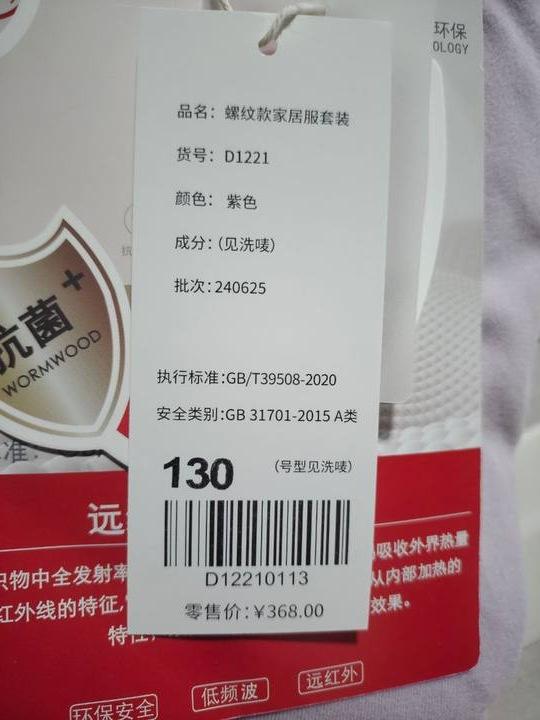 环保
OLOGY
品名：螺纹款家居服套装
货号：D1221
颜色：紫色
成分：（见洗唛）
批次：240625
抗菌+
WORMWOOD
执行标准：GB/T39508-2020
安全类别：GB 31701-2015 A类
准：
130
（号型见洗唛）
D12210113
零售价：¥368.00
远
吸收外界热量
织物中全发射率
从内部加热的
红外线的特征，
效果。
特征
环保安全
低频波
远红外